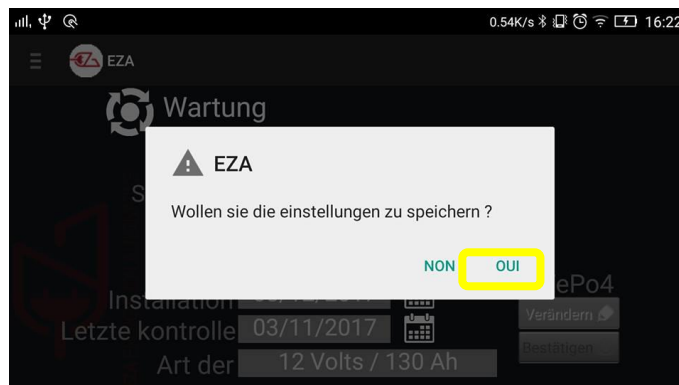 0.54K/s 16:22
EZA
Wartung
EZA
Wollen sie die einstellungen zu speichern ?
NON OUI
ePo4
Installation
Verändern
Letzte kontrolle 03/11/2017
Bestätigen
Art der 12 Volts / 130 Ah